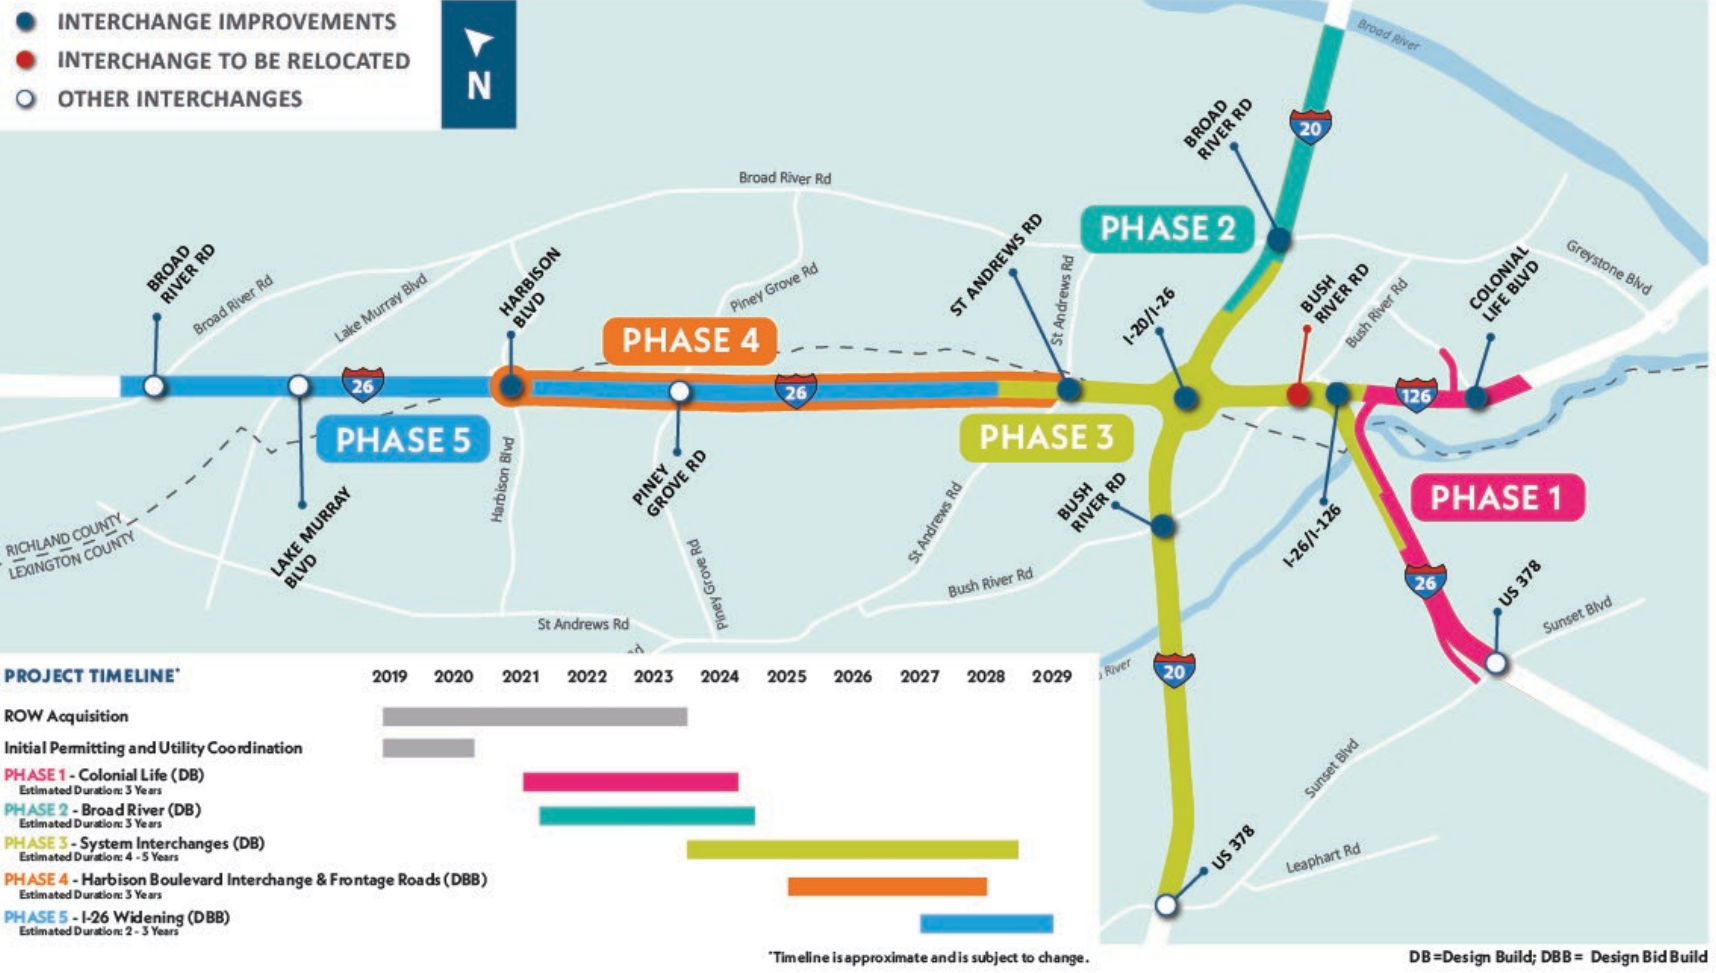 INTERCHANGE IMPROVEMENTS
INTERCHANGE TO BE RELOCATED
OTHER INTERCHANGES
N
Broad River
20
BROAD
RIVER RD
Broad River Rd
PHASE 2
ST ANDREWS RD
BROAD
RIVER RD
Broad River Rd
Lake Murray Blvd
HARBISON
BLVD
Piney Grove Rd
St Andrews Rd
I-20/I-26
BUSH
RIVER RD
Bush River Rd
COLONIAL
LIFE BLVD
Greystone Blvd
PHASE 4
26
26
126
PHASE 5
PHASE 3
PHASE 1
Harbison Blvd
PINEY
GROVE RD
St Andrews Rd
BUSH
RIVER RD
I-26/I-126
RICHLAND COUNTY
LEXINGTON COUNTY
LAKE MURRAY
BLVD
Piney Grove Rd
Bush River Rd
26
US 378
Sunset Blvd
St Andrews Rd
Rd
River
20
Sunset Blvd
US 378
Leaphart Rd
PROJECT TIMELINE*
2019 2020 2021 2022 2023 2024 2025 2026 2027 2028 2029
ROW Acquisition
Initial Permitting and Utility Coordination
PHASE 1 - Colonial Life (DB)
Estimated Duration: 3 Years
PHASE 2 - Broad River (DB)
Estimated Duration: 3 Years
PHASE 3 - System Interchanges (DB)
Estimated Duration: 4 - 5 Years
PHASE 4 - Harbison Boulevard Interchange & Frontage Roads (DBB)
Estimated Duration: 3 Years
PHASE 5 - I-26 Widening (DBB)
Estimated Duration: 2 - 3 Years
*Timeline is approximate and is subject to change.
DB =Design Build; DBB = Design Bid Build